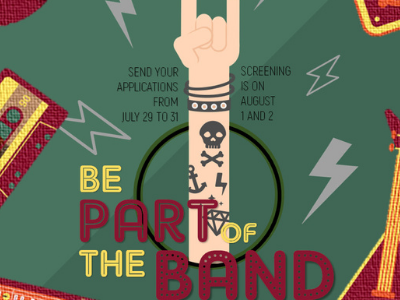 SEND YOUR
APPLICATIONS
FROM
JULY 29 TO 31
SCREENING
IS ON
AUGUST
1 AND 2
BE
PART OF
THE BAND